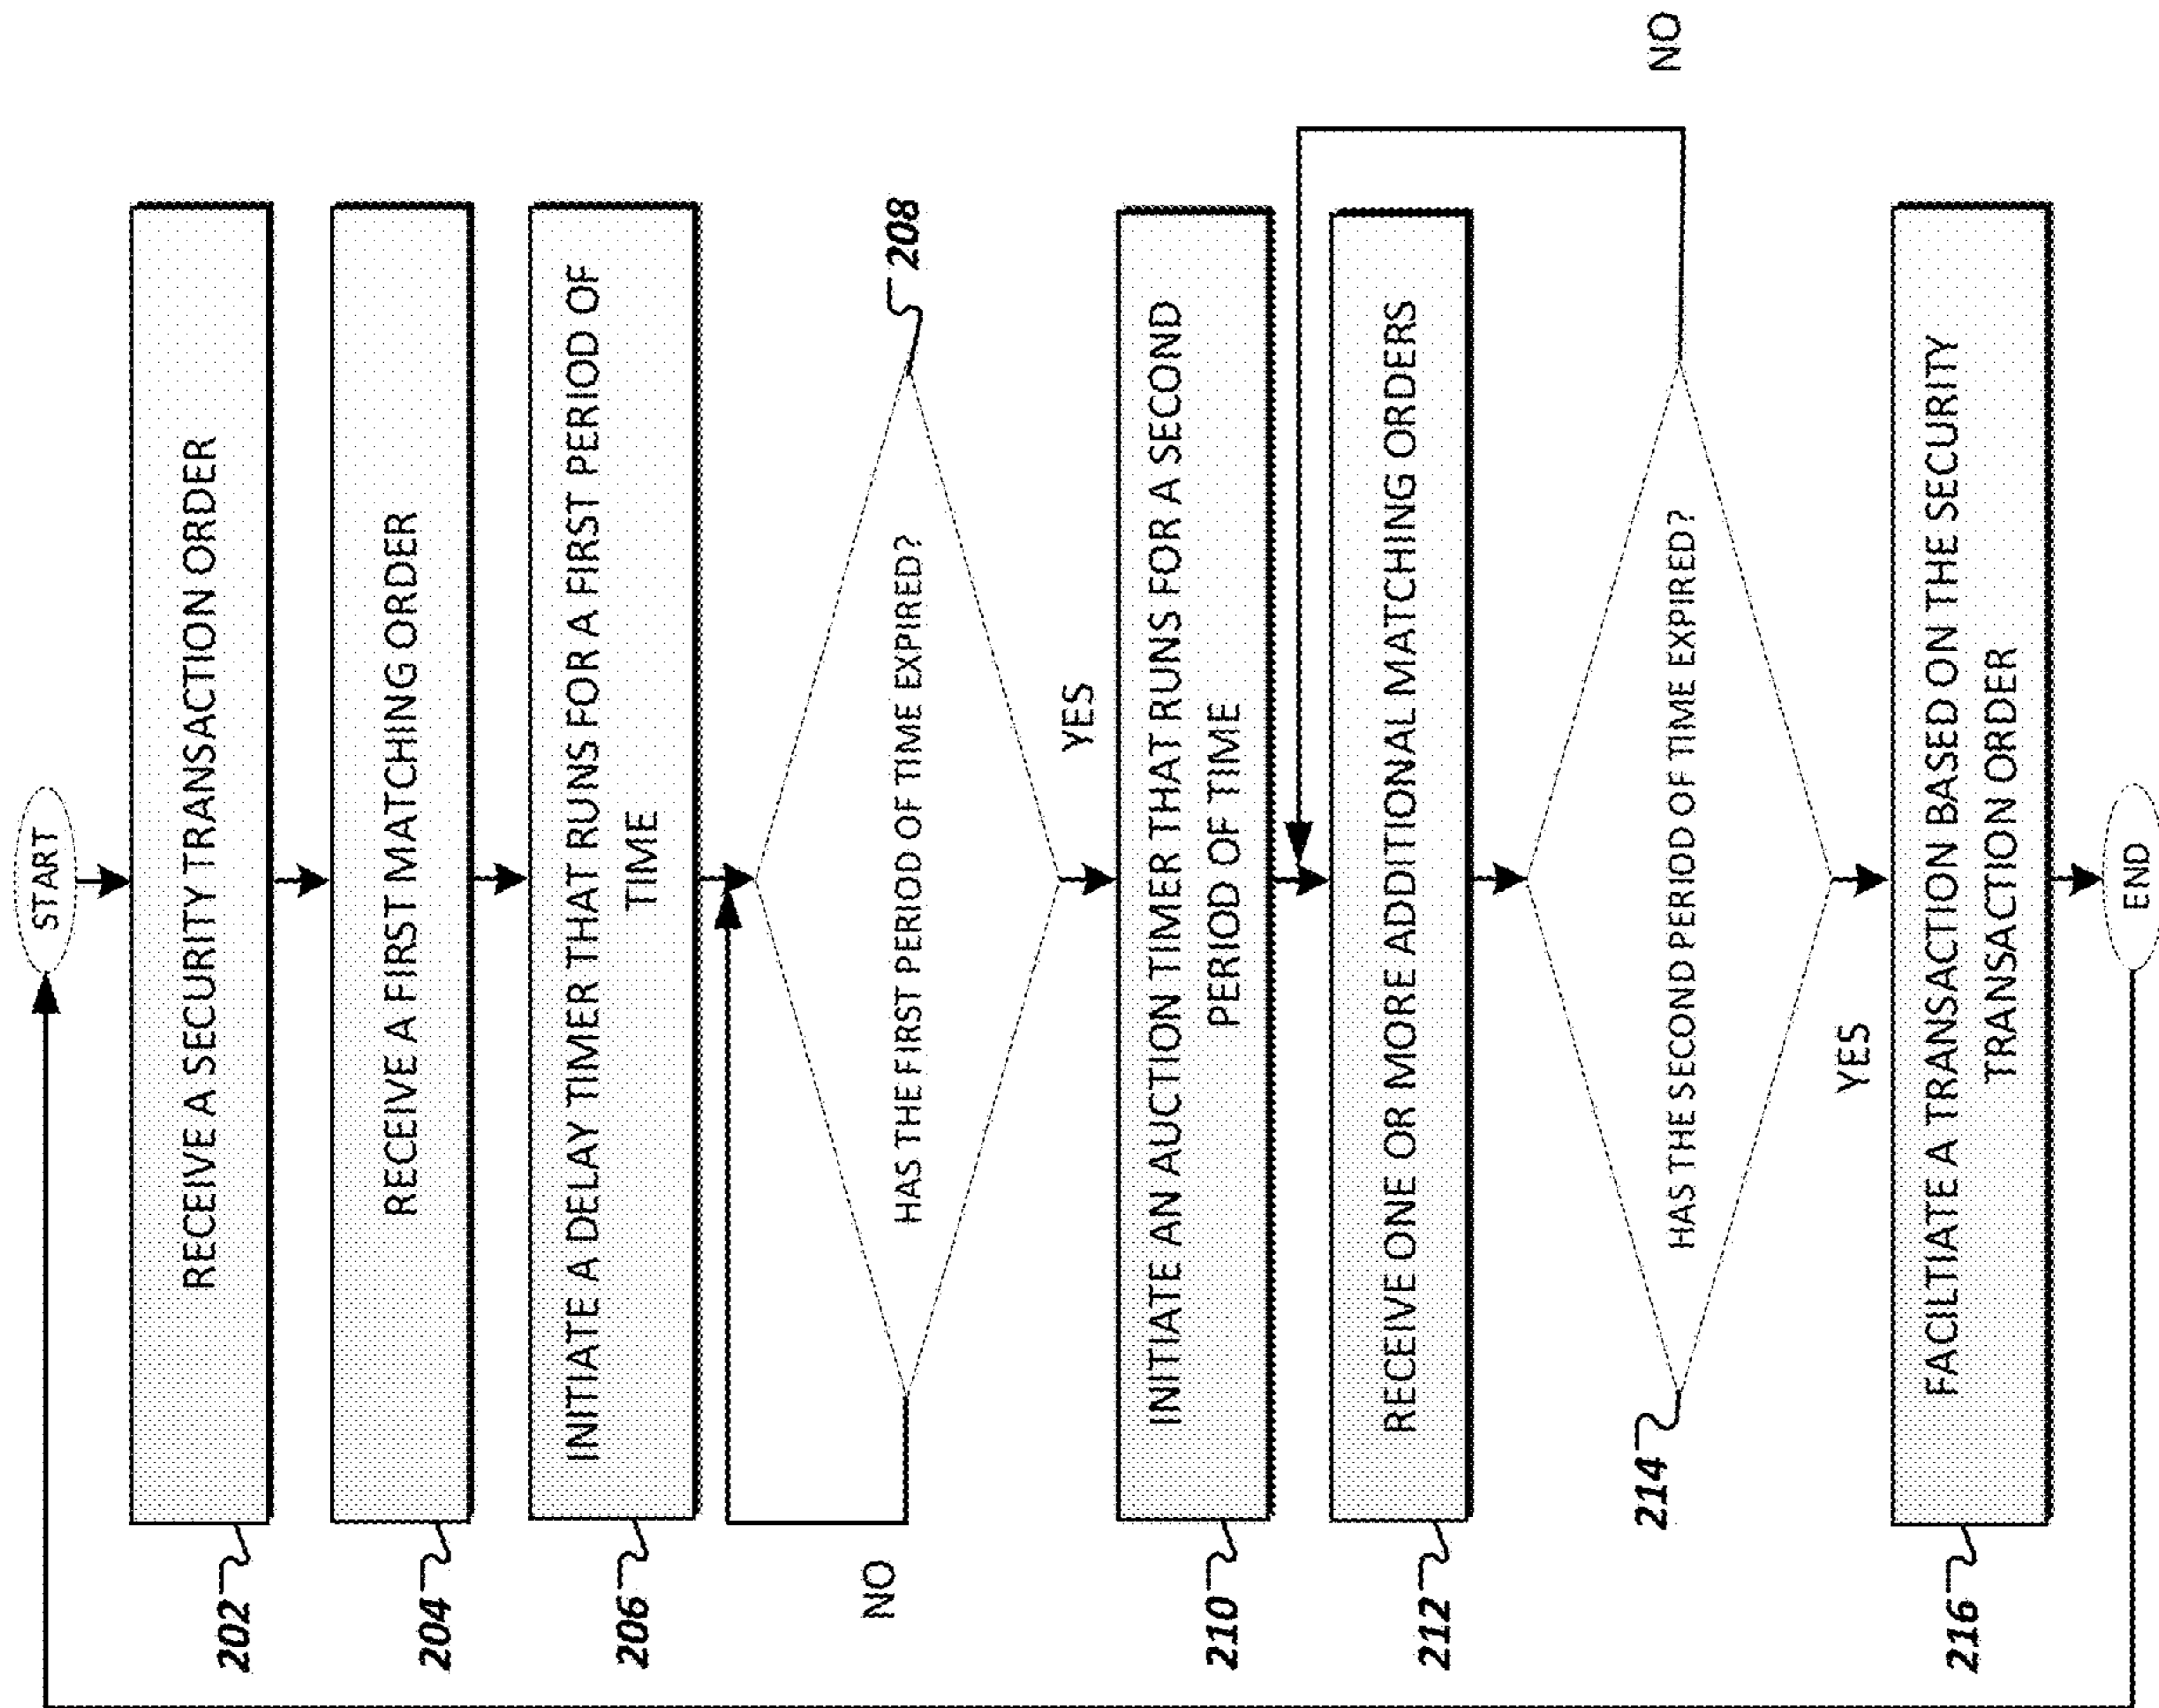 START
RECEIVE A SECURITY TRANSACTION ORDER
202
RECEIVE A FIRST MATCHING ORDER
204
INITIATE A DELAY TIMER THAT RUNS FOR A FIRST PERIOD OF
TIME
206
HAS THE FIRST PERIOD OF TIME EXPIRED?
208
NO
YES
INITIATE AN AUCTION TIMER THAT RUNS FOR A SECOND
PERIOD OF TIME
210
RECEIVE ONE OR MORE ADDITIONAL MATCHING ORDERS
212
HAS THE SECOND PERIOD OF TIME EXPIRED?
214
NO
YES
FACILTIATE A TRANSACTION BASED ON THE SECURITY
TRANSACTION ORDER
216
END